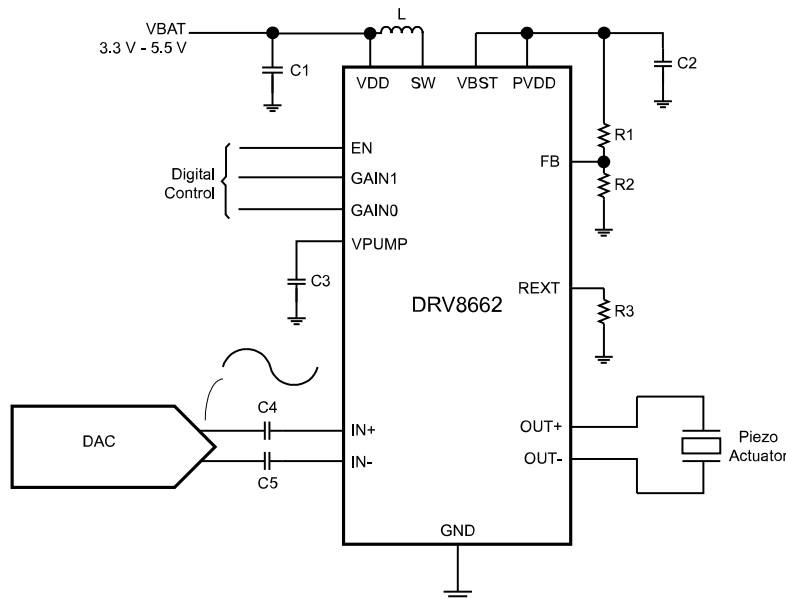 VBAT
3.3 V - 5.5 V
L
C1
C2
VDD
SW
VBST
PVDD
R1
EN
FB
Digital
Control
GAIN1
R2
GAIN0
VPUMP
C3
REXT
DRV8662
R3
C4
DAC
IN+
OUT+
Piezo
Actuator
IN-
OUT-
C5
GND